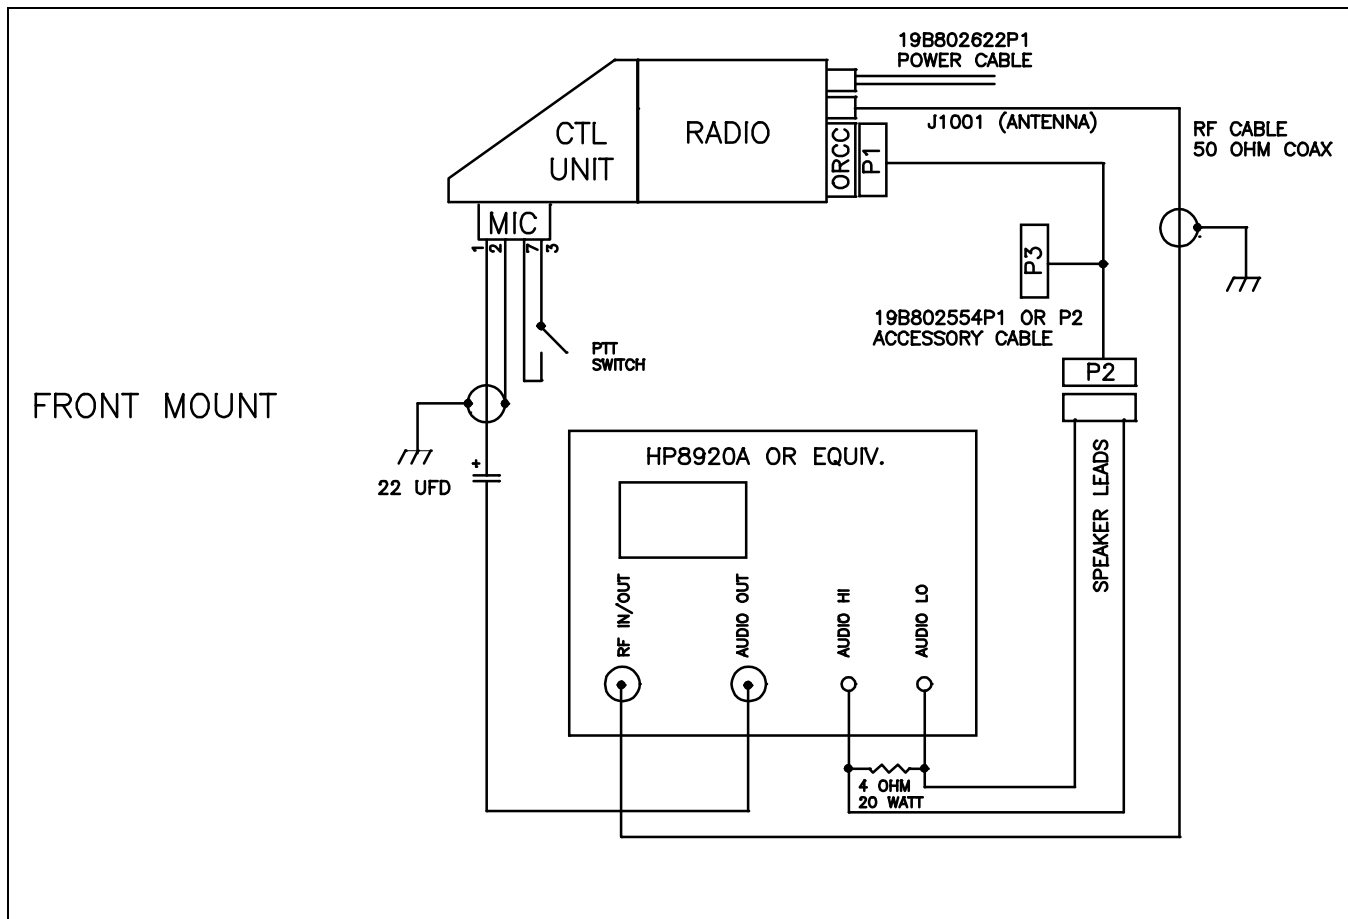 19B802622P1
POWER CABLE
J1001 (ANTENNA)
RF CABLE
50 OHM COAX
CTL
UNIT
RADIO
ORCC
P1
MIC
1
2
7
3
P3
19B802554P1 OR P2
ACCESSORY CABLE
PTT
SWITCH
P2
FRONT MOUNT
+
22 UFD
HP8920A OR EQUIV.
SPEAKER LEADS
RF IN/OUT
AUDIO OUT
AUDIO HI
AUDIO LO
4 OHM
20 WATT